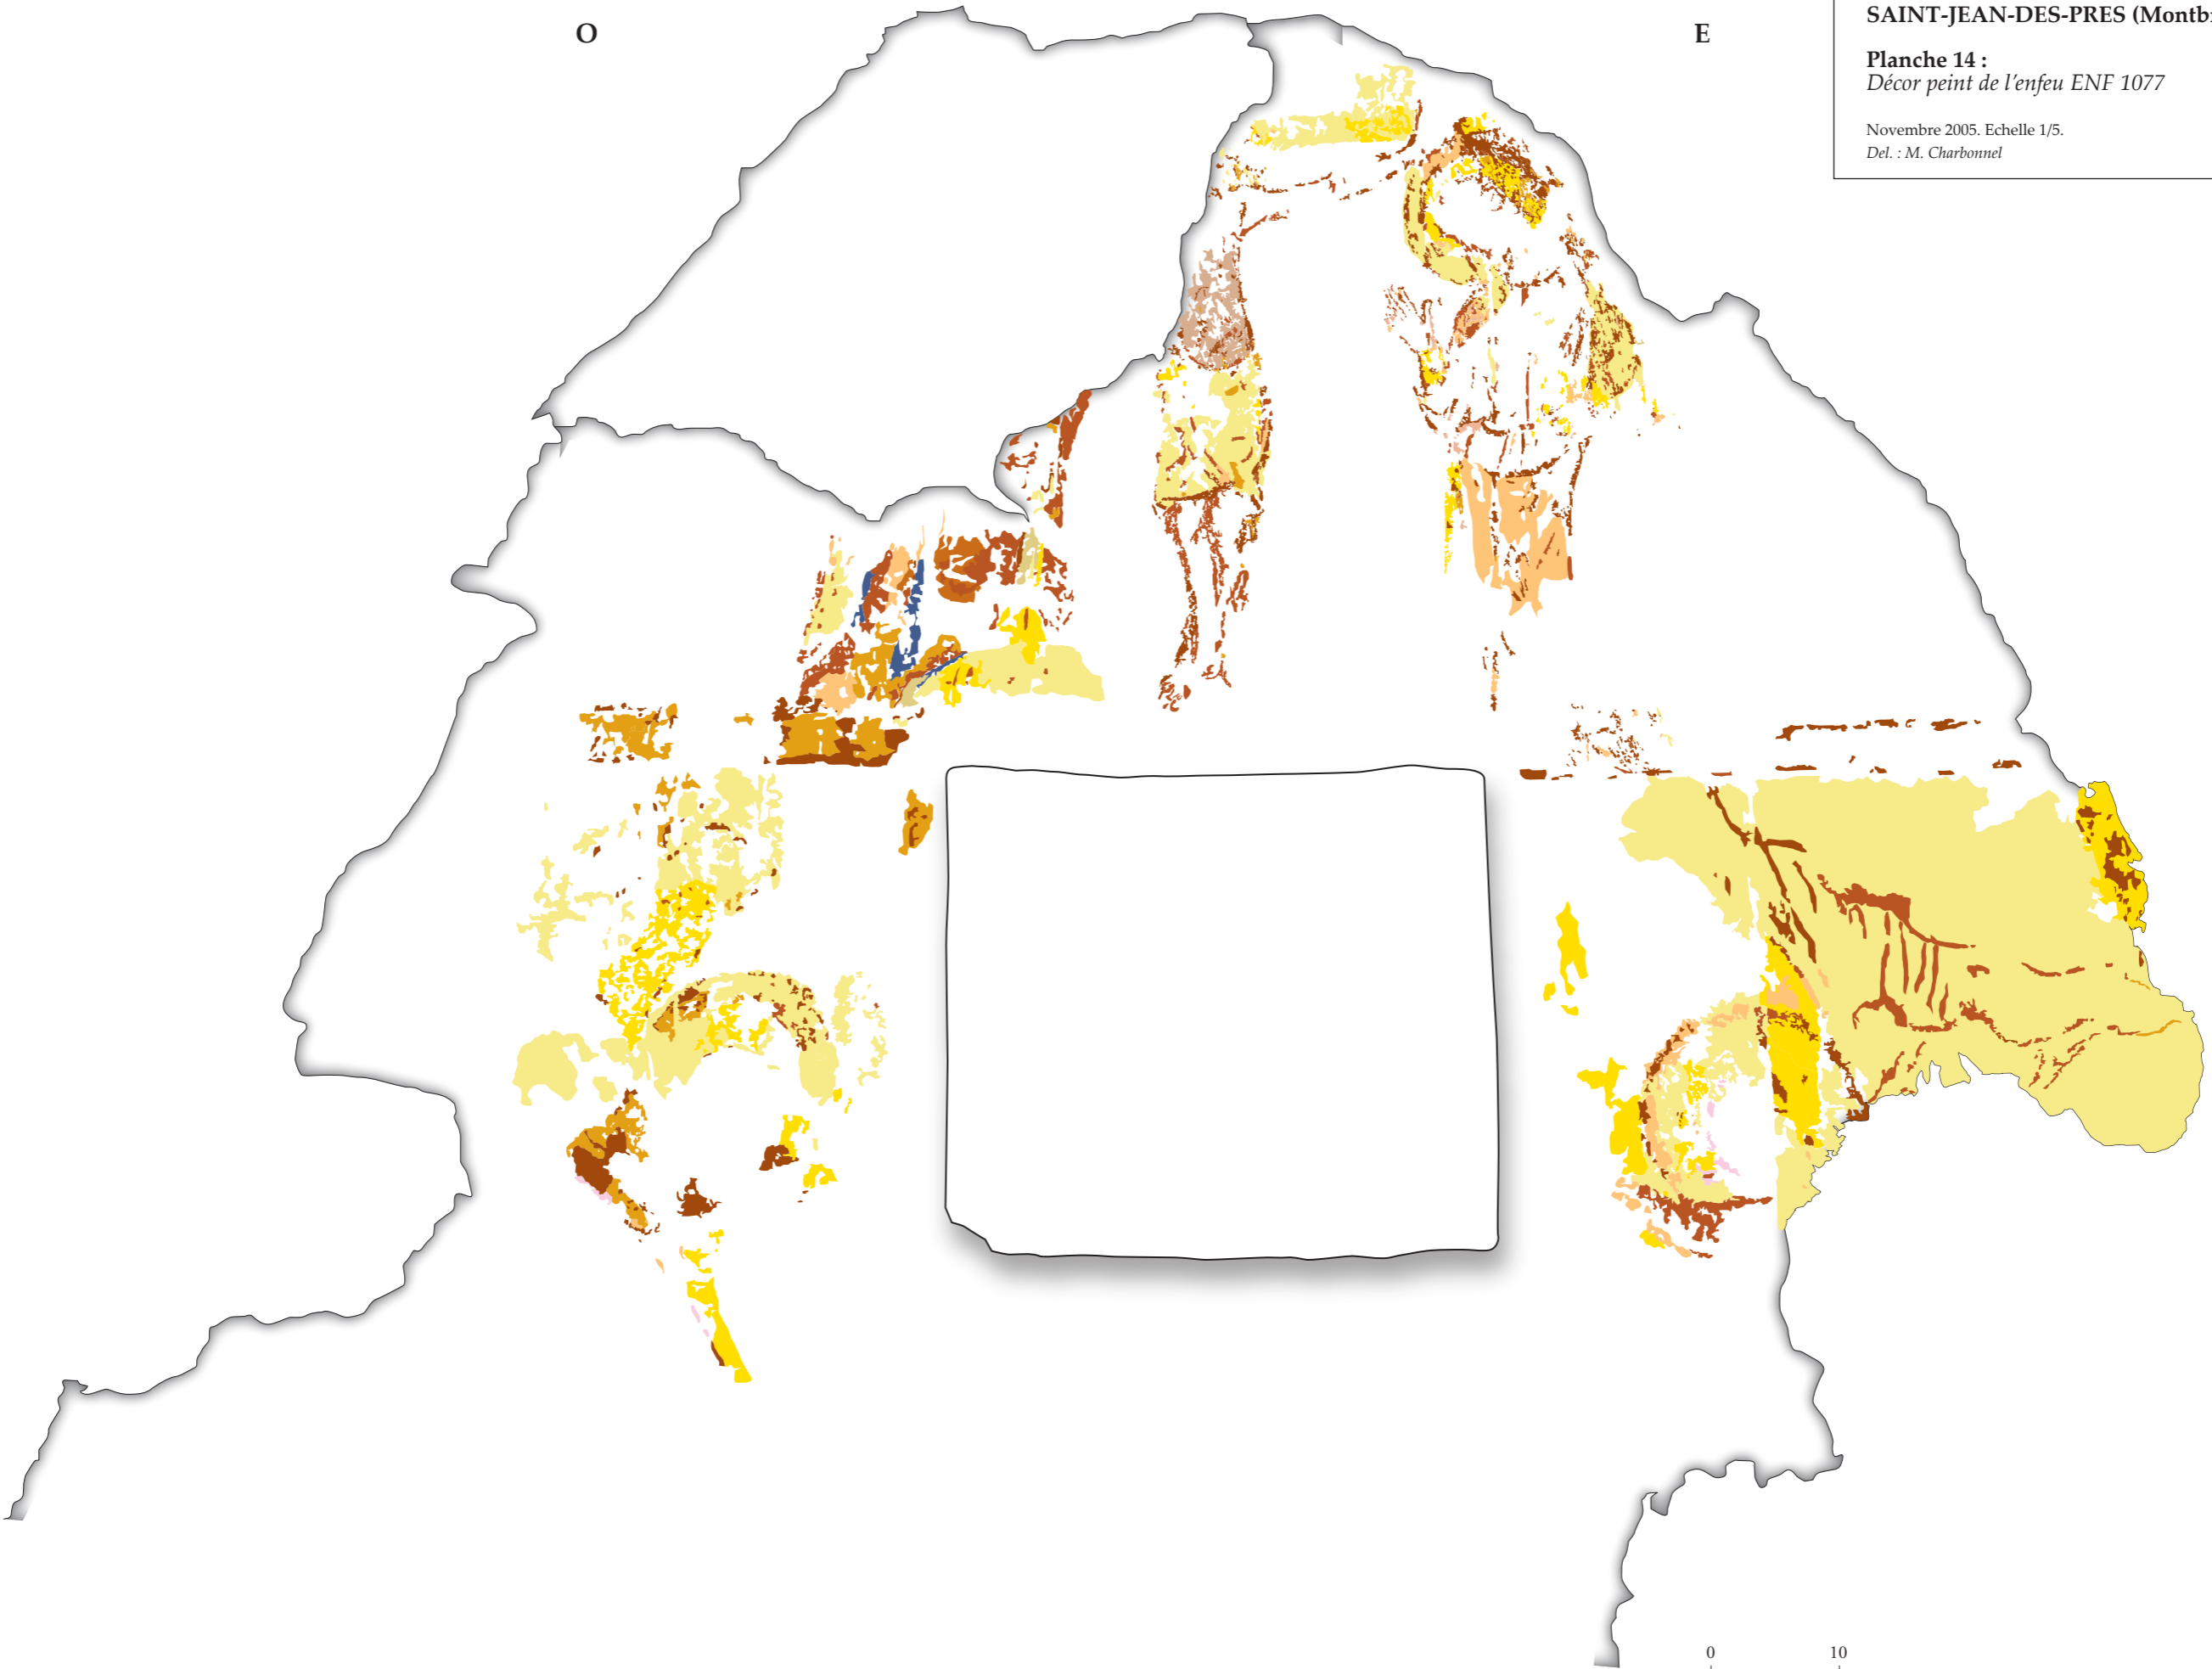 O
E
SAINT-JEAN-DES-PRES
Planche 14 :
Décor peint de l'enfeu ENF 1077
Novembre 2005. Echelle 1/5.
Del. : M. Charbonnel
0 10